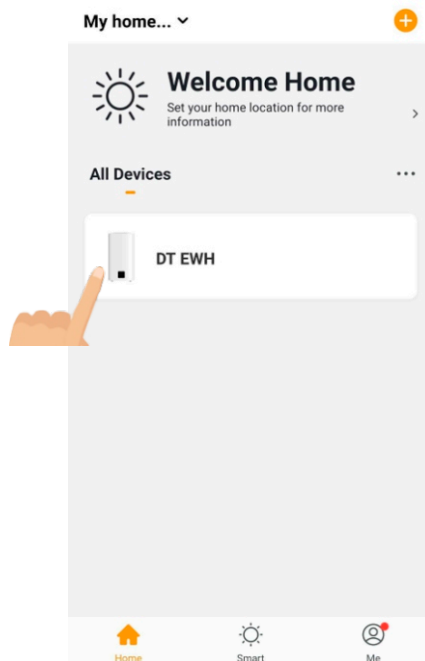 My home...
Welcome Home
Set your home location for more
information
All Devices
DT EWH
Home
Smart
Me